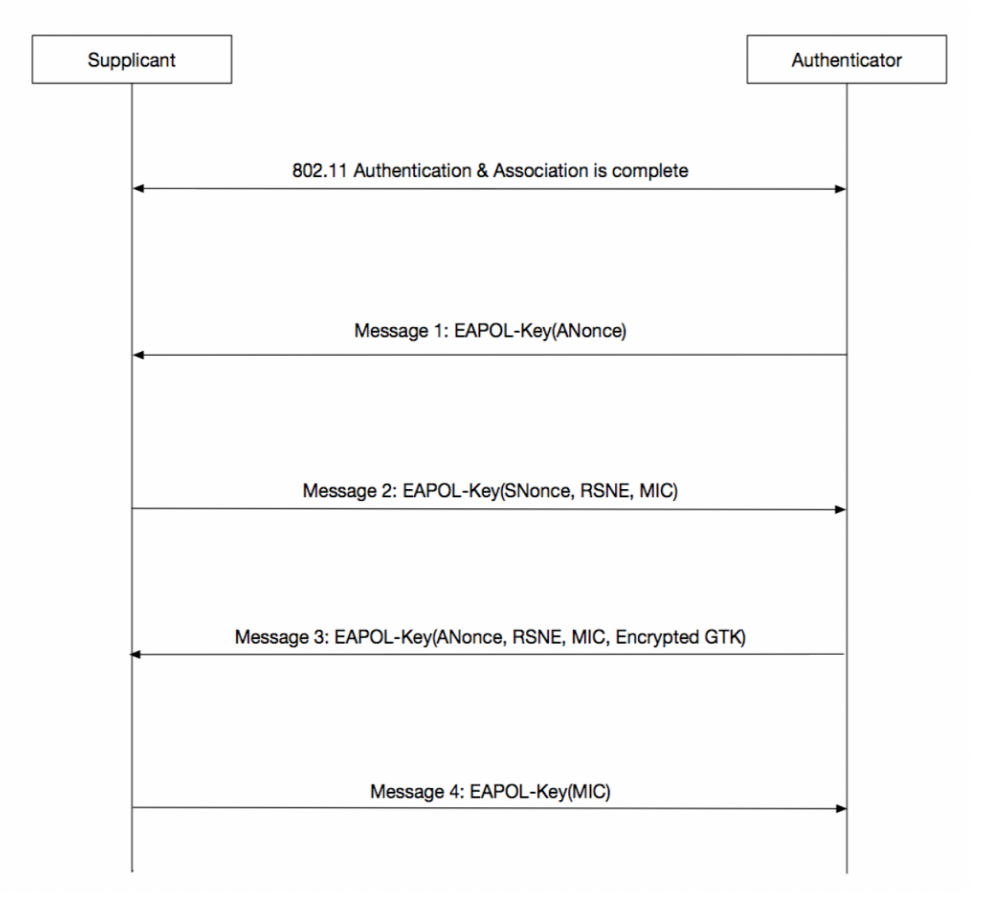 Supplicant
Authenticator
802.11 Authentication & Association is complete
Message 1: EAPOL-Key(ANonce)
Message 2: EAPOL-Key(SNonce, RSNE, MIC)
Message 3: EAPOL-Key(ANonce, RSNE, MIC, Encrypted GTK)
Message 4: EAPOL-Key(MIC)